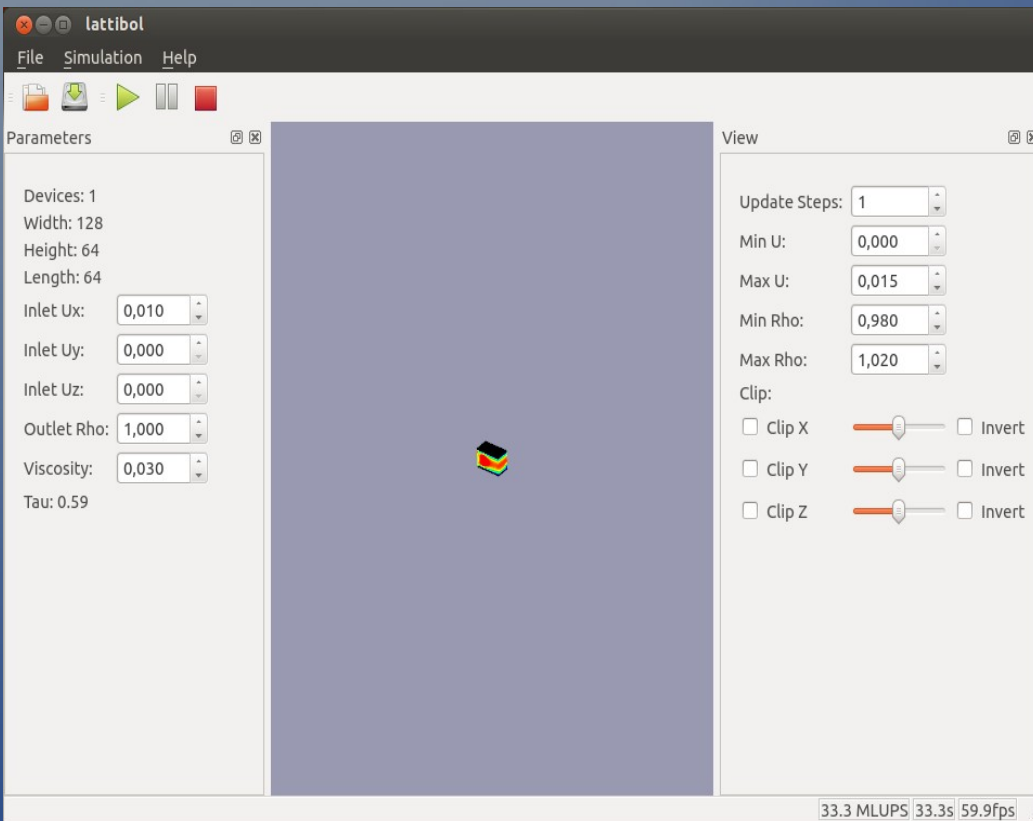 lattibol
File Simulation Help
Parameters
Devices: 1
Width: 128
Height: 64
Length: 64
Inlet Ux: 0,010
Inlet Uy: 0,000
Inlet Uz: 0,000
Outlet Rho: 1,000
Viscosity: 0,030
Tau: 0.59
View
Update Steps: 1
Min U: 0,000
Max U: 0,015
Min Rho: 0,980
Max Rho: 1,020
Clip:
Clip X Invert
Clip Y Invert
Clip Z Invert
33.3 MLUPS 33.3s 59.9fps